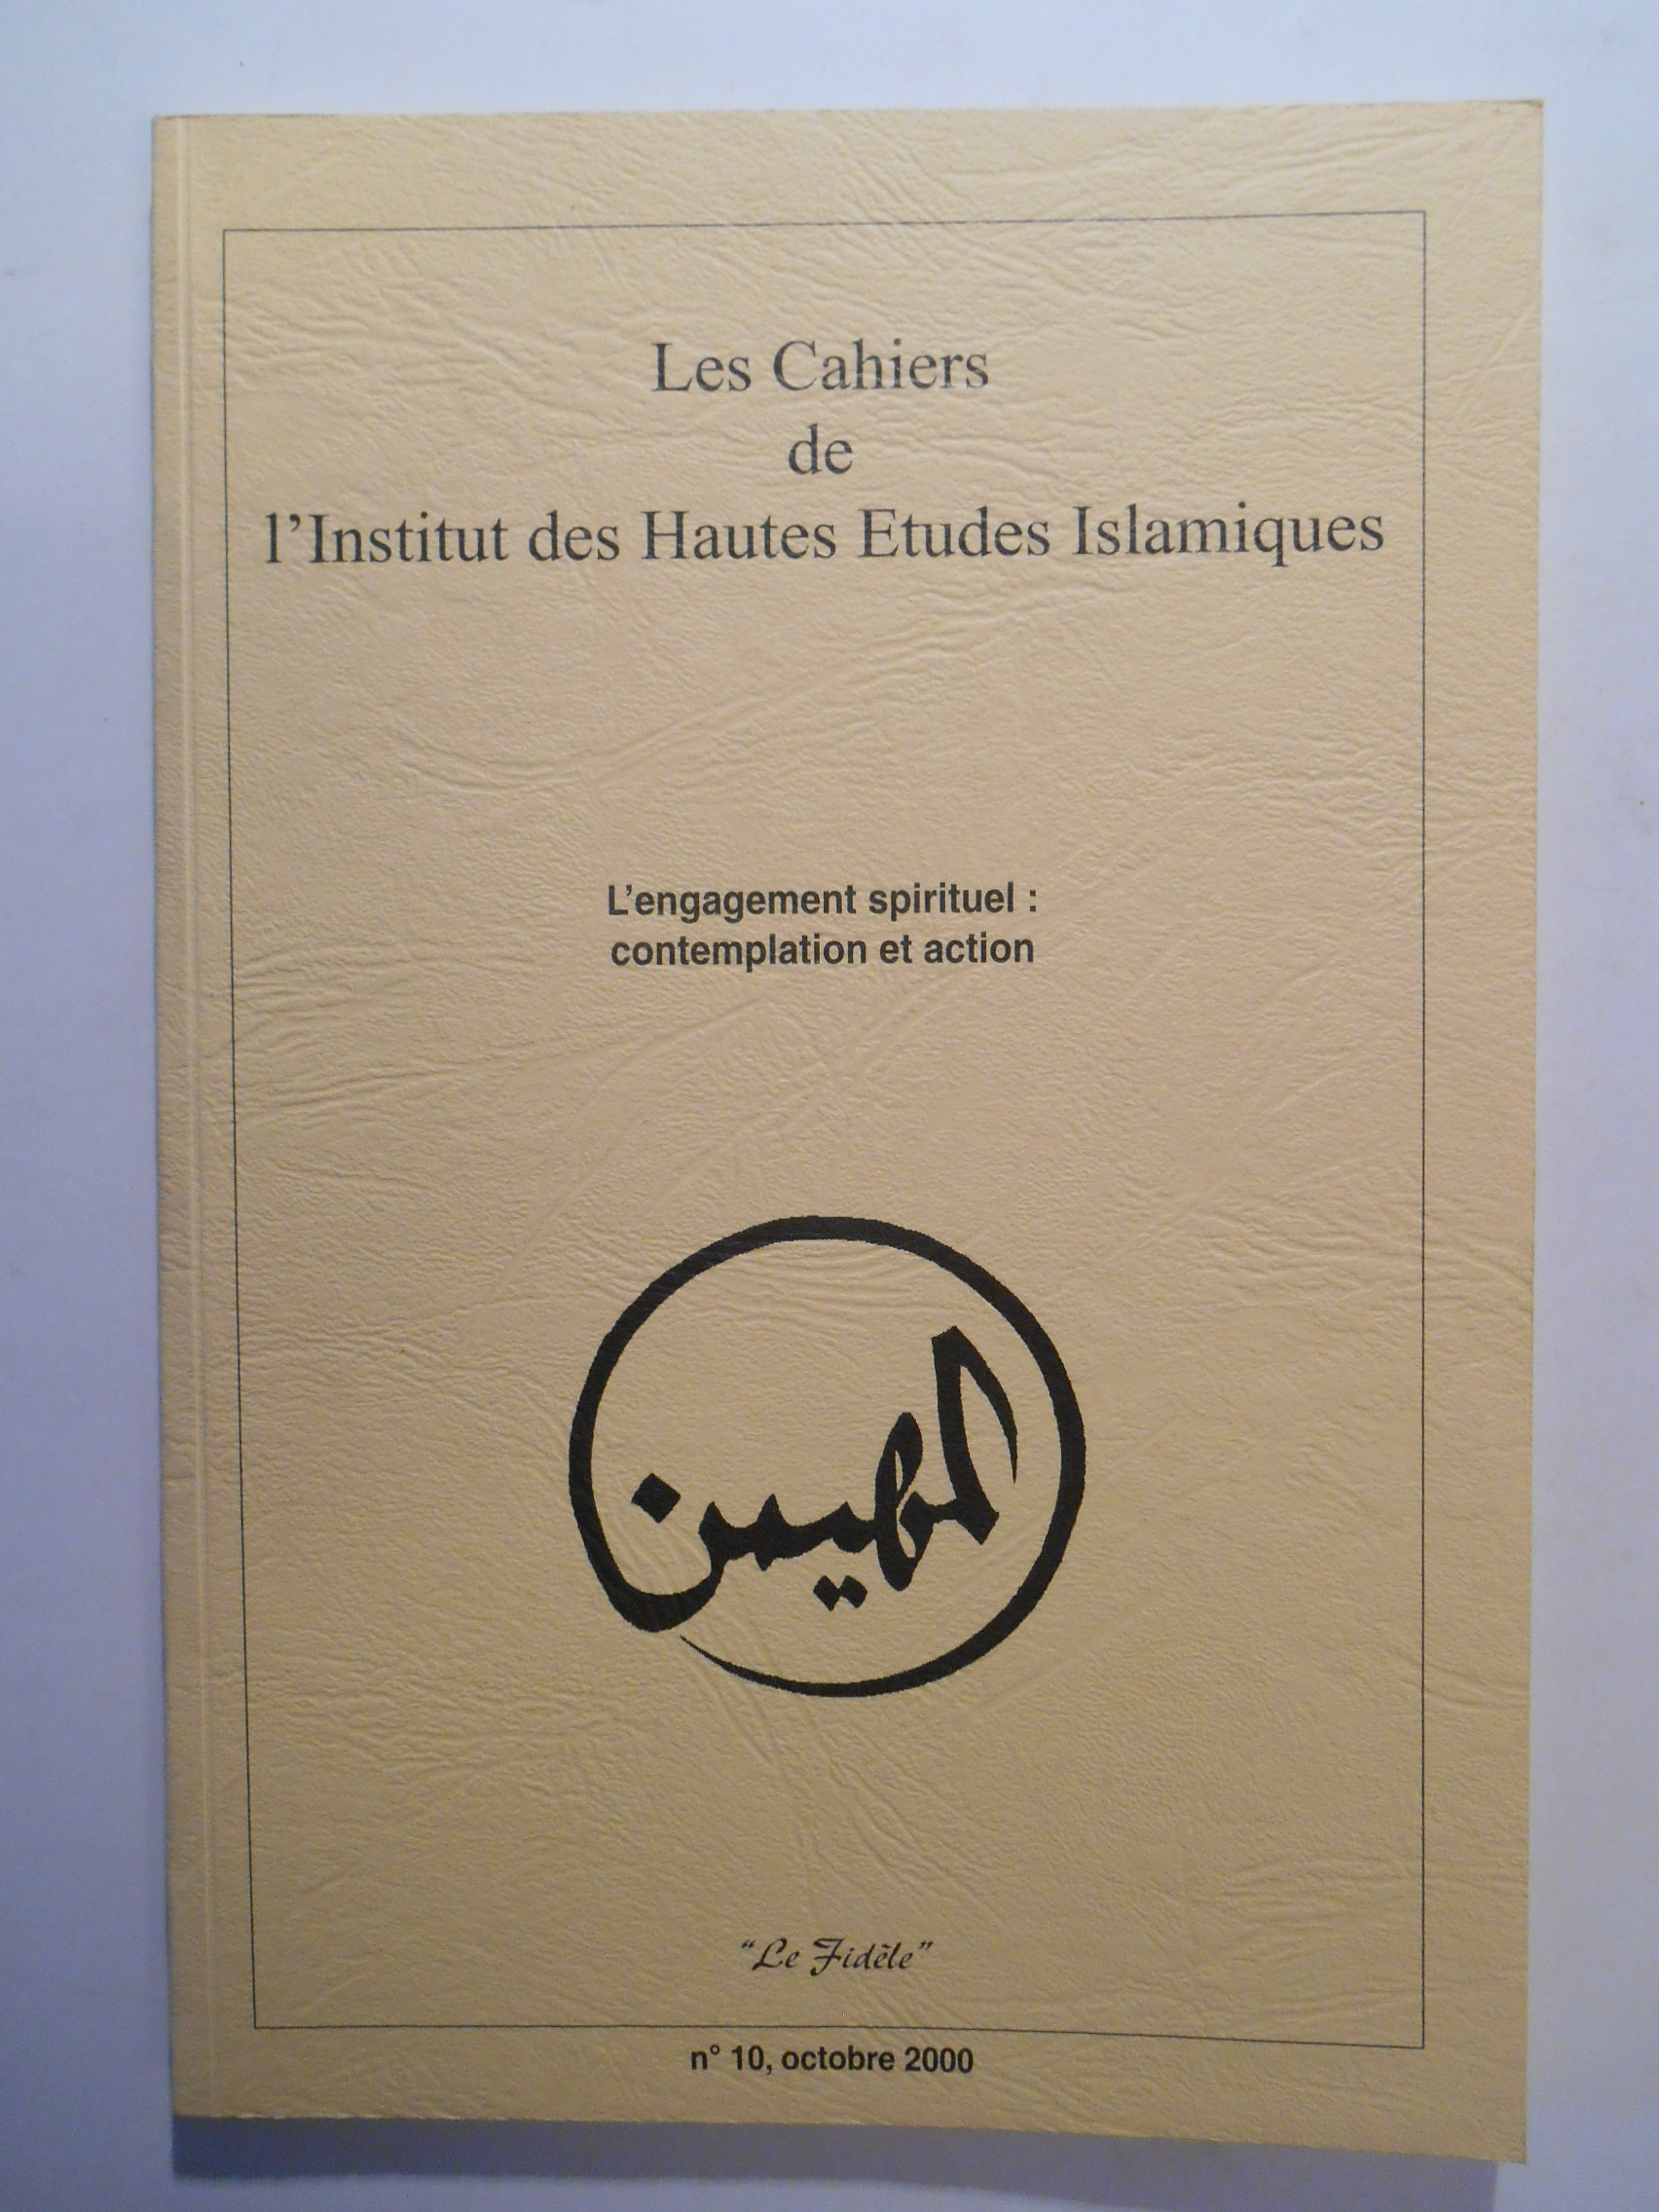 Les Cahiers
de
l’Institut des Hautes Etudes Islamiques
L’engagement spirituel :
contemplation et action
المهيمن
“Le Fidèle”
n° 10, octobre 2000